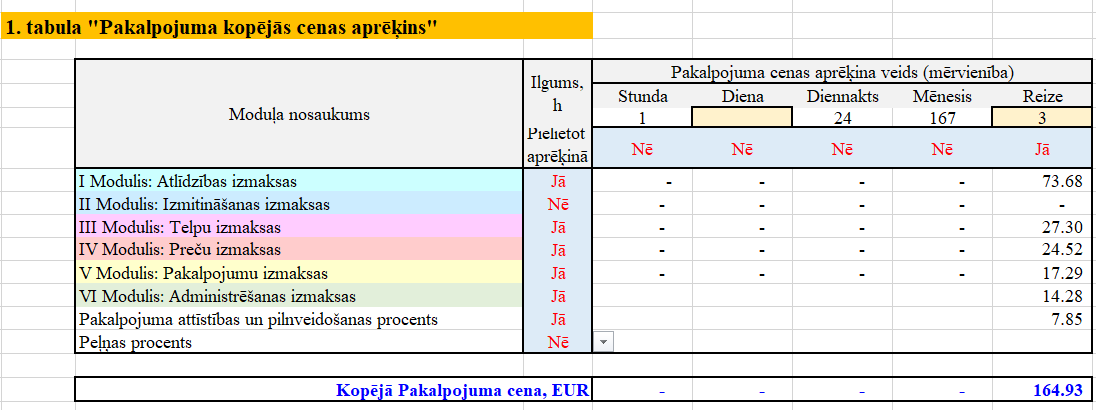 1. tabula "Pakalpojuma kopējās cenas aprēķins"
Moduļa nosaukums
Ilgums, h
Pielietot aprēķinā
Pakalpojuma cenas aprēķina veids (mērvienība)
Stunda Diena Diennakts Mēnesis Reize
1 24 167 3
Nē Nē Nē Nē Jā
I Modulis: Atlīdzības izmaksas Jā - - - - 73.68
II Modulis: Izmitināšanas izmaksas Nē - - - - -
III Modulis: Telpu izmaksas Jā - - - - 27.30
IV Modulis: Preču izmaksas Jā - - - - 24.52
V Modulis: Pakalpojumu izmaksas Jā - - - - 17.29
VI Modulis: Administrēšanas izmaksas Jā 14.28
Pakalpojuma attīstības un pilnveidošanas procents Jā 7.85
Peļņas procents Nē
Kopējā Pakalpojuma cena, EUR - - - - 164.93